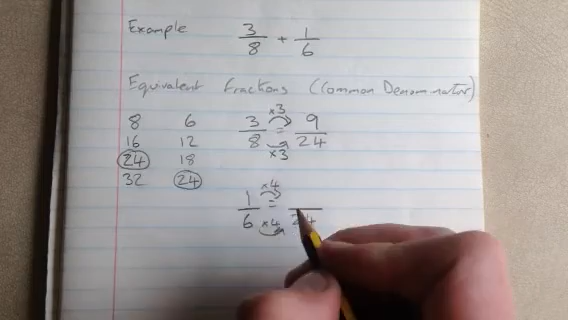 Example 3/8 + 1/6
Equivalent fractions (Common Denominator)
8 6
16 12
24 18
32 24
×3
3/8 = 9/24
×3
×4
1/6 = /24
×4